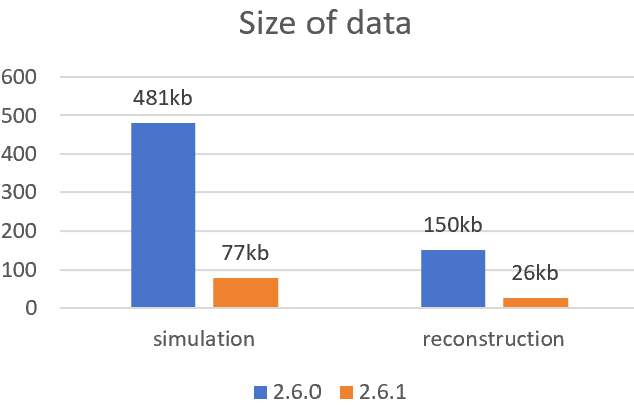 Size of data
600
500
400
300
200
100
0
481kb
77kb
150kb
26kb
simulation
reconstruction
2.6.0
2.6.1